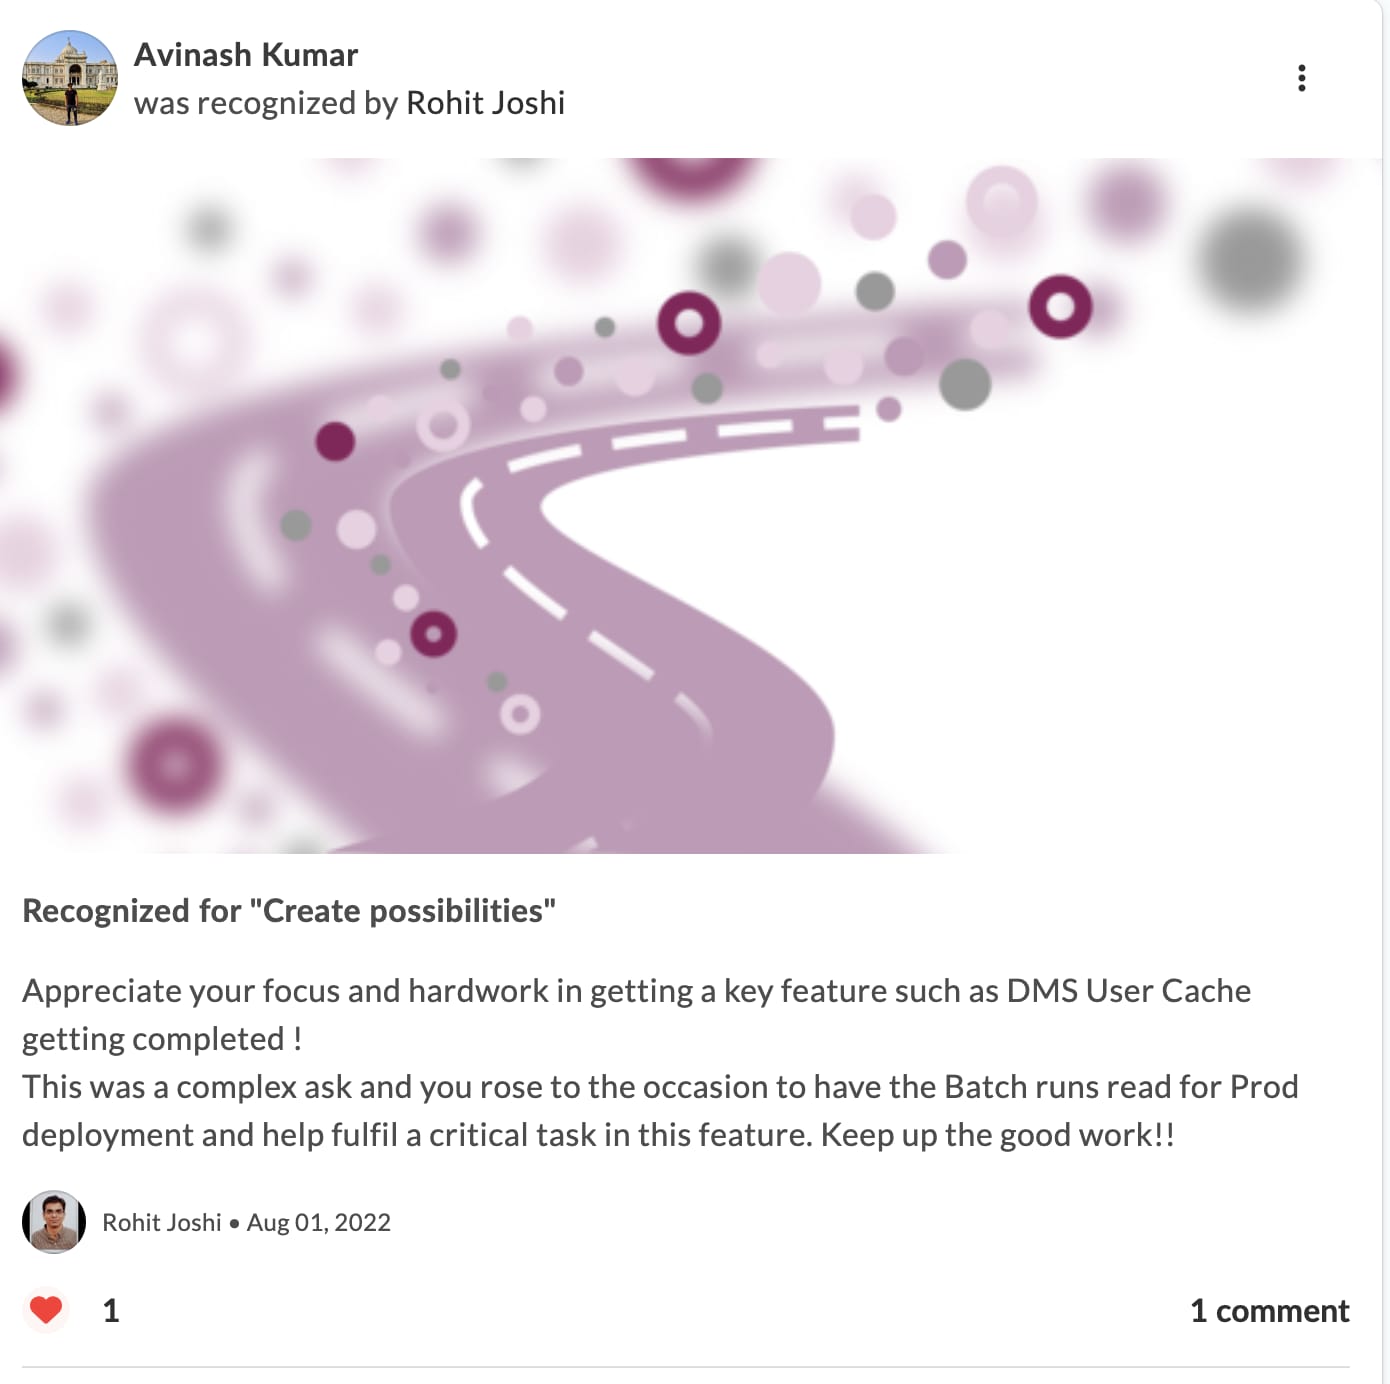 Avinash Kumar
was recognized by Rohit Joshi
Recognized for "Create possibilities"
Appreciate your focus and hardwork in getting a key feature such as DMS User Cache
getting completed !
This was a complex ask and you rose to the occasion to have the Batch runs read for Prod
deployment and help fulfil a critical task in this feature. Keep up the good work!!
Rohit Joshi • Aug 01, 2022
1
1 comment